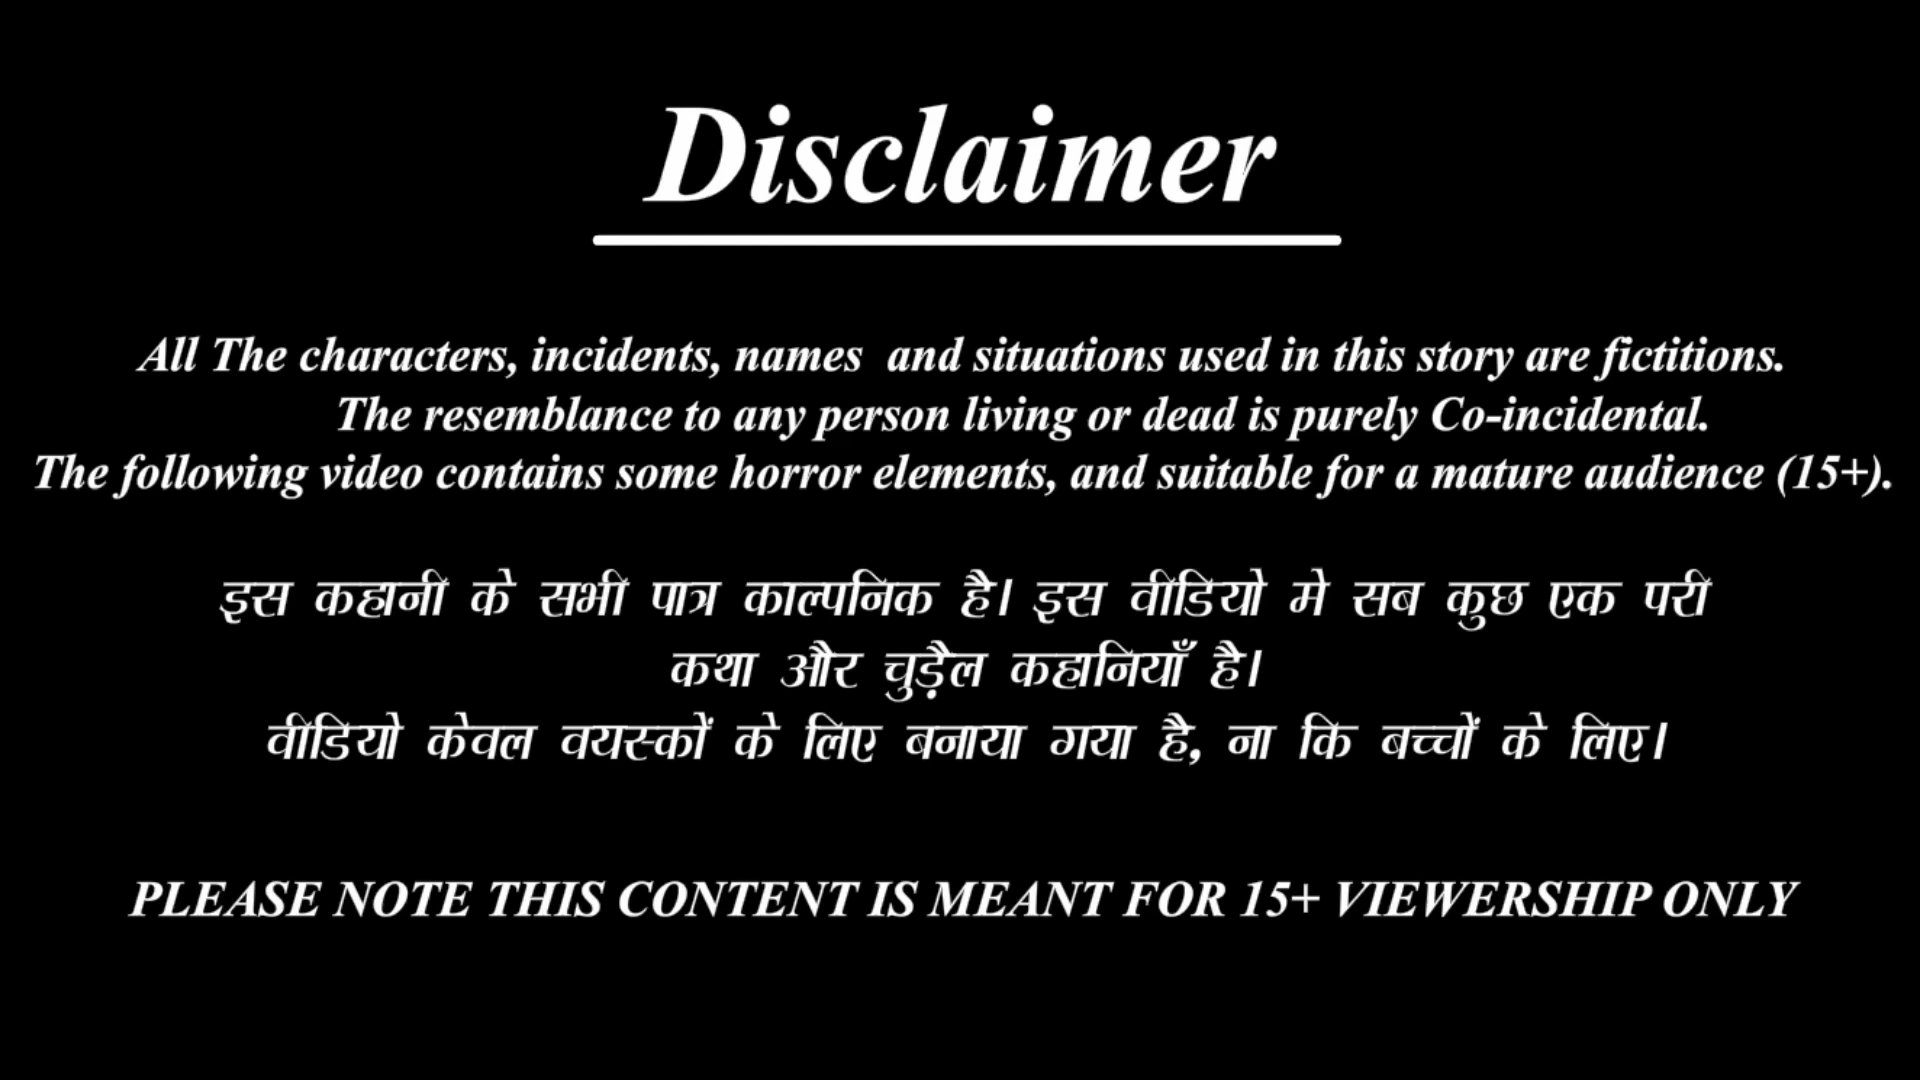 Disclaimer
All The characters, incidents, names and situations used in this story are fictitions.
The resemblance to any person living or dead is purely Co-incidental.
The following video contains some horror elements, and suitable for a mature audience (15+).
इस कहानी के सभी पात्र काल्पनिक है। इस वीडियो मे सब कुछ एक परी
कथा और चुड़ैल कहानियाँ है।
वीडियो केवल वयस्कों के लिए बनाया गया है, ना कि बच्चों के लिए।
PLEASE NOTE THIS CONTENT IS MEANT FOR 15+ VIEWERSHIP ONLY